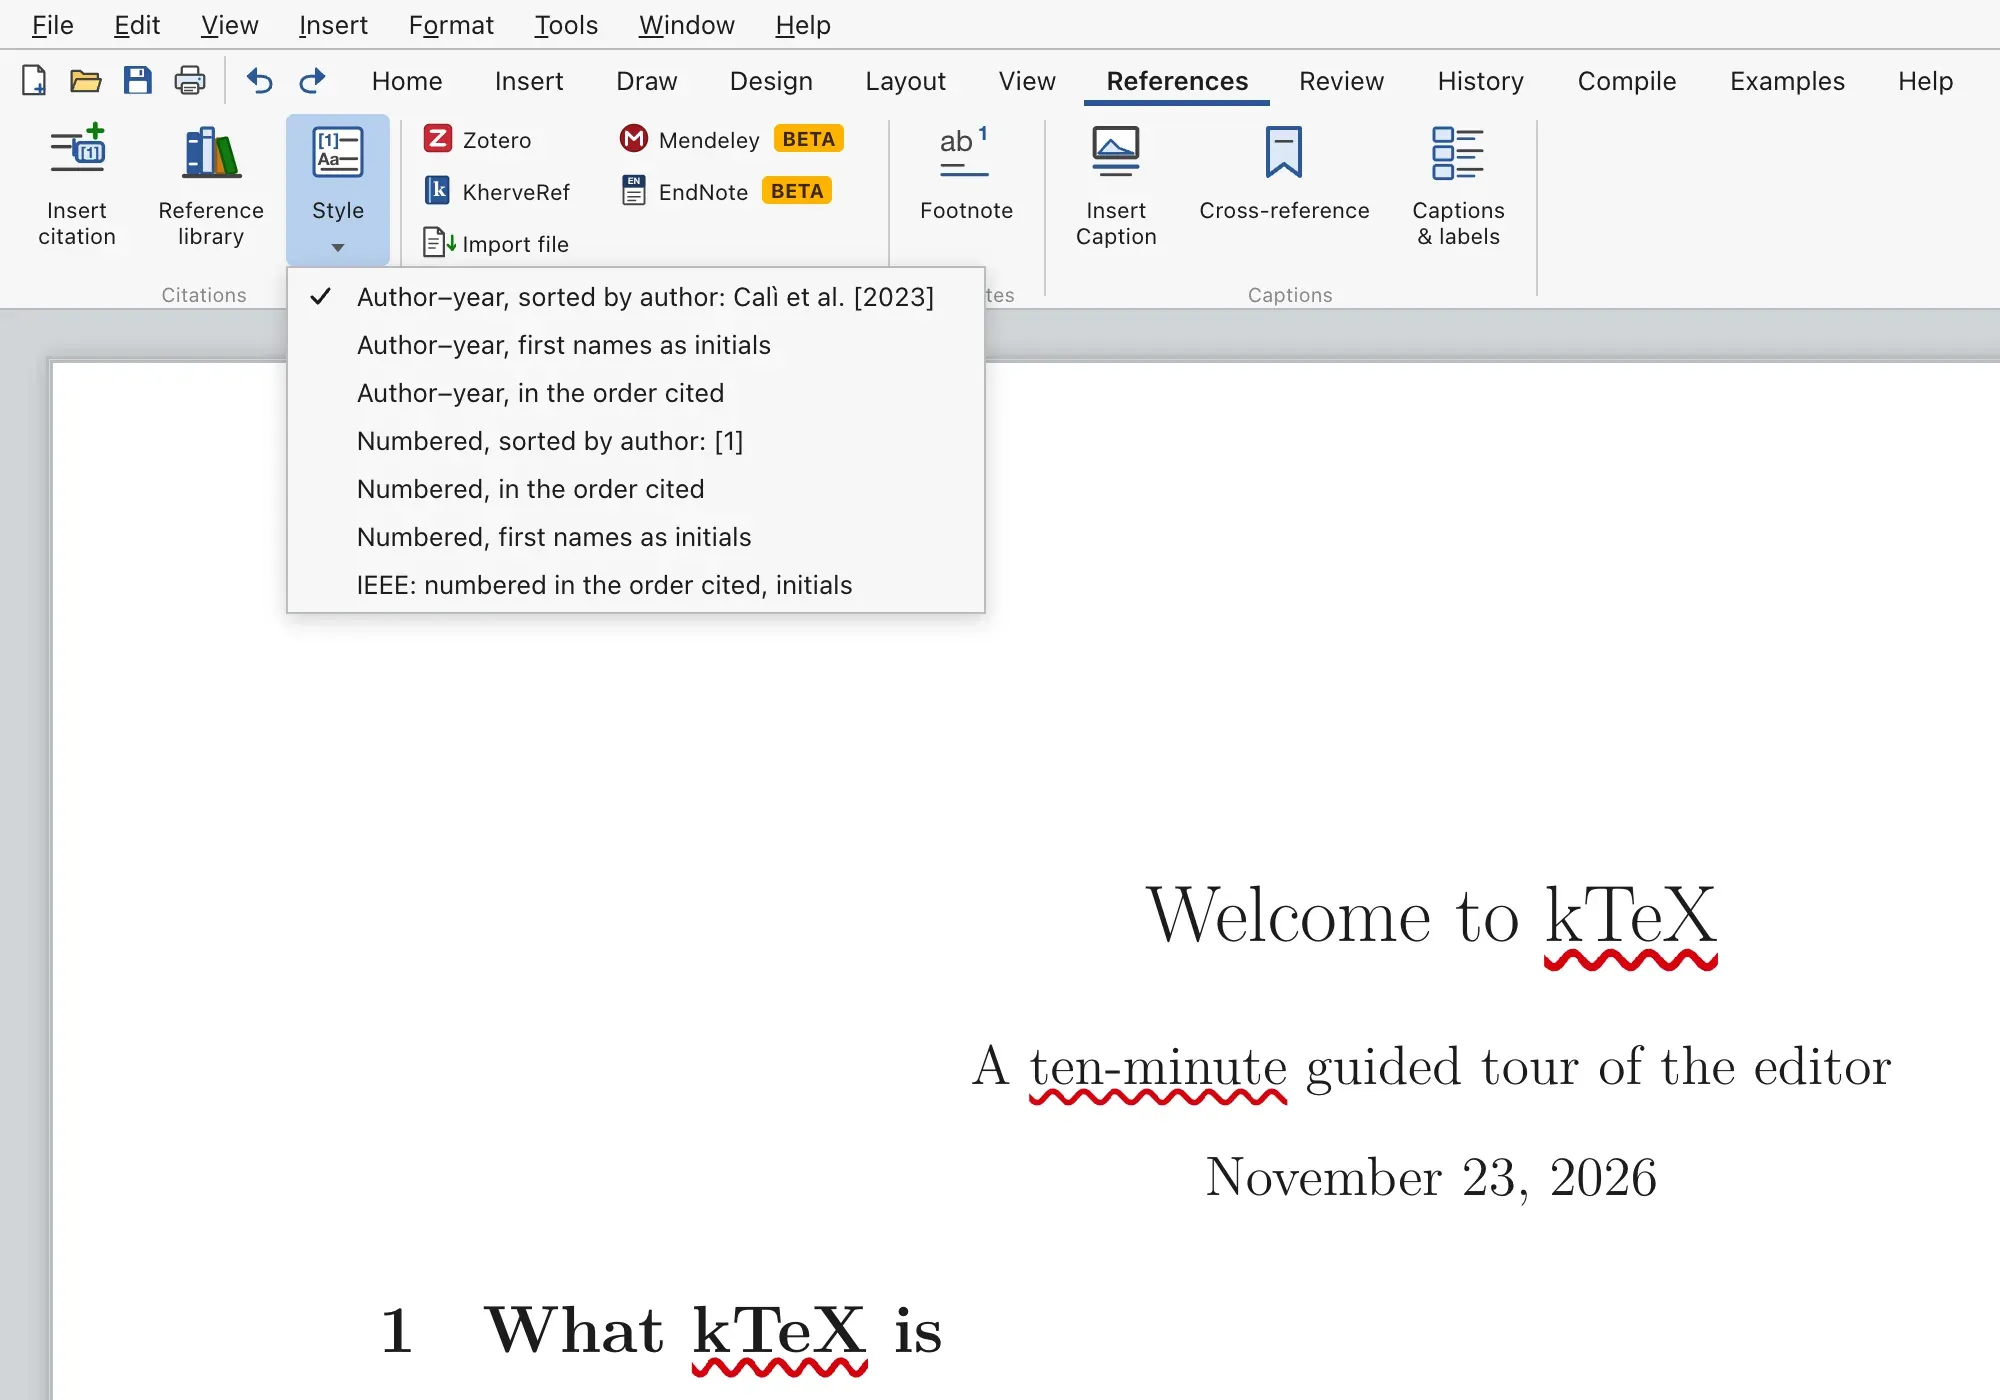 File Edit View Insert Format Tools Window Help
Home Insert Draw Design Layout View References Review History Compile Examples Help
Insert citation
Reference library
[1] Aa
Style
Zotero
Mendeley BETA
KherveRef
EndNote BETA
Import file
ab 1
Footnote
Insert Caption
Cross-reference
Captions & labels
Citations
tes
Captions
✓ Author–year, sorted by author: Calì et al. [2023]
Author–year, first names as initials
Author–year, in the order cited
Numbered, sorted by author: [1]
Numbered, in the order cited
Numbered, first names as initials
IEEE: numbered in the order cited, initials
Welcome to kTeX
A ten-minute guided tour of the editor
November 23, 2026
1 What kTeX is